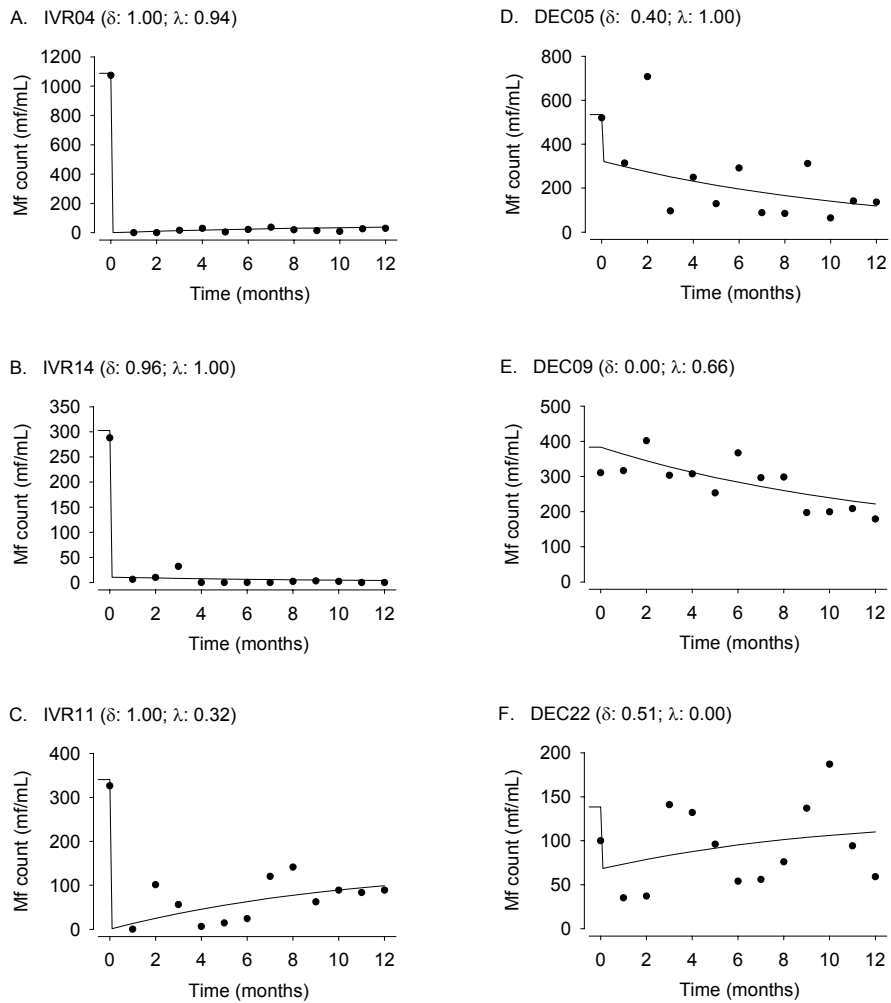 A. IVR04 (δ: 1.00; λ: 0.94)
Mf count (mf/mL)
1200
1000
800
600
400
200
0
0 2 4 6 8 10 12
Time (months)
B. IVR14 (δ: 0.96; λ: 1.00)
Mf count (mf/mL)
350
300
250
200
150
100
50
0
0 2 4 6 8 10 12
Time (months)
C. IVR11 (δ: 1.00; λ: 0.32)
Mf count (mf/mL)
400
300
200
100
0
0 2 4 6 8 10 12
Time (months)
D. DEC05 (δ: 0.40; λ: 1.00)
Mf count (mf/mL)
800
600
400
200
0
0 2 4 6 8 10 12
Time (months)
E. DEC09 (δ: 0.00; λ: 0.66)
Mf count (mf/mL)
500
400
300
200
100
0
0 2 4 6 8 10 12
Time (months)
F. DEC22 (δ: 0.51; λ: 0.00)
Mf count (mf/mL)
200
150
100
50
0
0 2 4 6 8 10 12
Time (months)